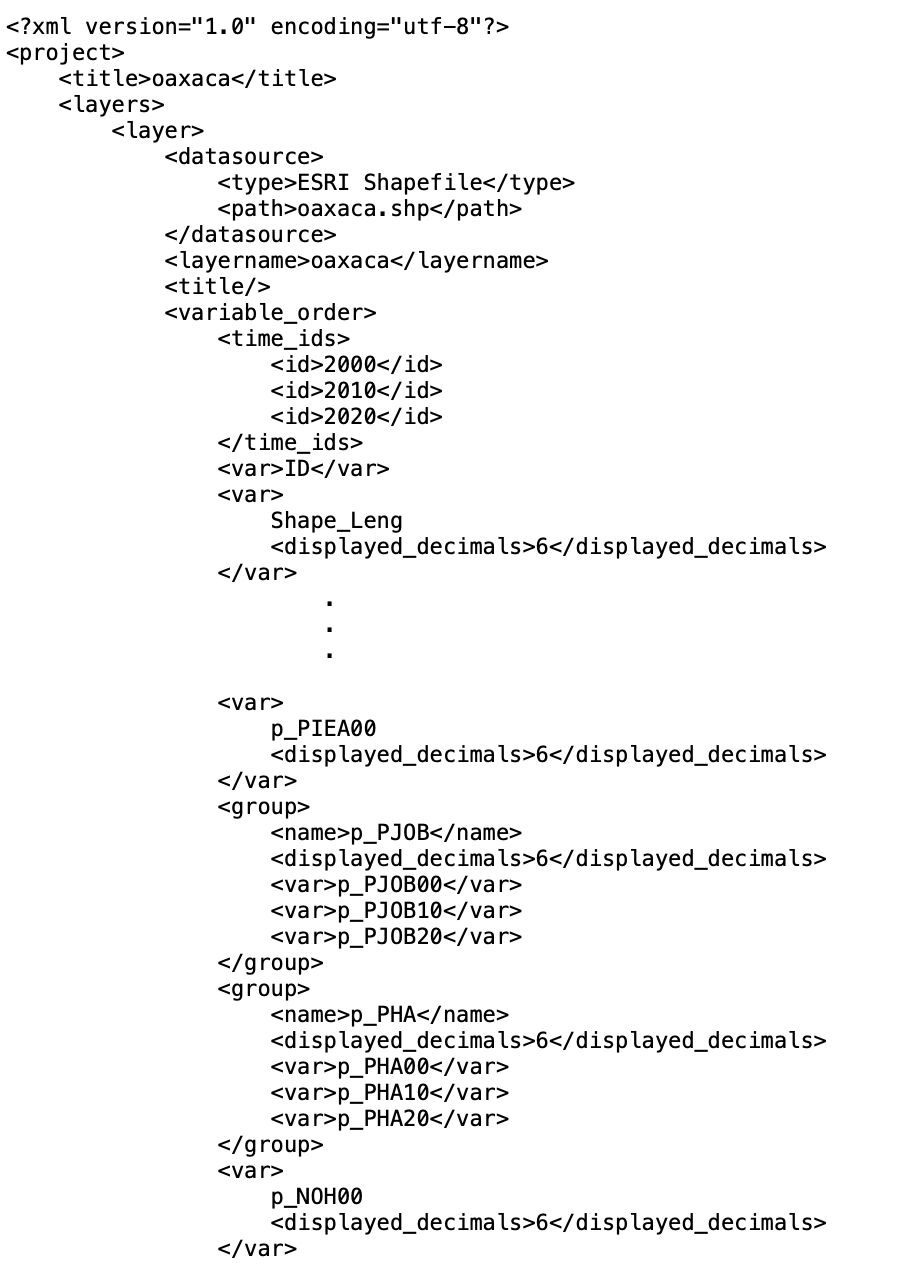 <?xml version="1.0" encoding="utf-8"?>
<project>
    <title>oaxaca</title>
    <layers>
        <layer>
            <datasource>
                <type>ESRI Shapefile</type>
                <path>oaxaca.shp</path>
            </datasource>
            <layername>oaxaca</layername>
            <title/>
            <variable_order>
                <time_ids>
                    <id>2000</id>
                    <id>2010</id>
                    <id>2020</id>
                </time_ids>
                <var>ID</var>
                <var>
                    Shape_Leng
                    <displayed_decimals>6</displayed_decimals>
                </var>
                        .
                        .
                        .
                <var>
                    p_PIEA00
                    <displayed_decimals>6</displayed_decimals>
                </var>
                <group>
                    <name>p_PJOB</name>
                    <displayed_decimals>6</displayed_decimals>
                    <var>p_PJOB00</var>
                    <var>p_PJOB10</var>
                    <var>p_PJOB20</var>
                </group>
                <group>
                    <name>p_PHA</name>
                    <displayed_decimals>6</displayed_decimals>
                    <var>p_PHA00</var>
                    <var>p_PHA10</var>
                    <var>p_PHA20</var>
                </group>
                <var>
                    p_NOH00
                    <displayed_decimals>6</displayed_decimals>
                </var>